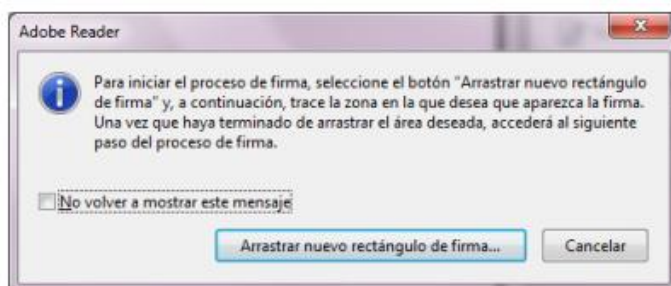 Adobe Reader
Para iniciar el proceso de firma, seleccione el botón "Arrastrar nuevo rectángulo
de firma" y, a continuación, trace la zona en la que desea que aparezca la firma.
Una vez que haya terminado de arrastrar el área deseada, accederá al siguiente
paso del proceso de firma.
No volver a mostrar este mensaje
Arrastrar nuevo rectángulo de firma...
Cancelar